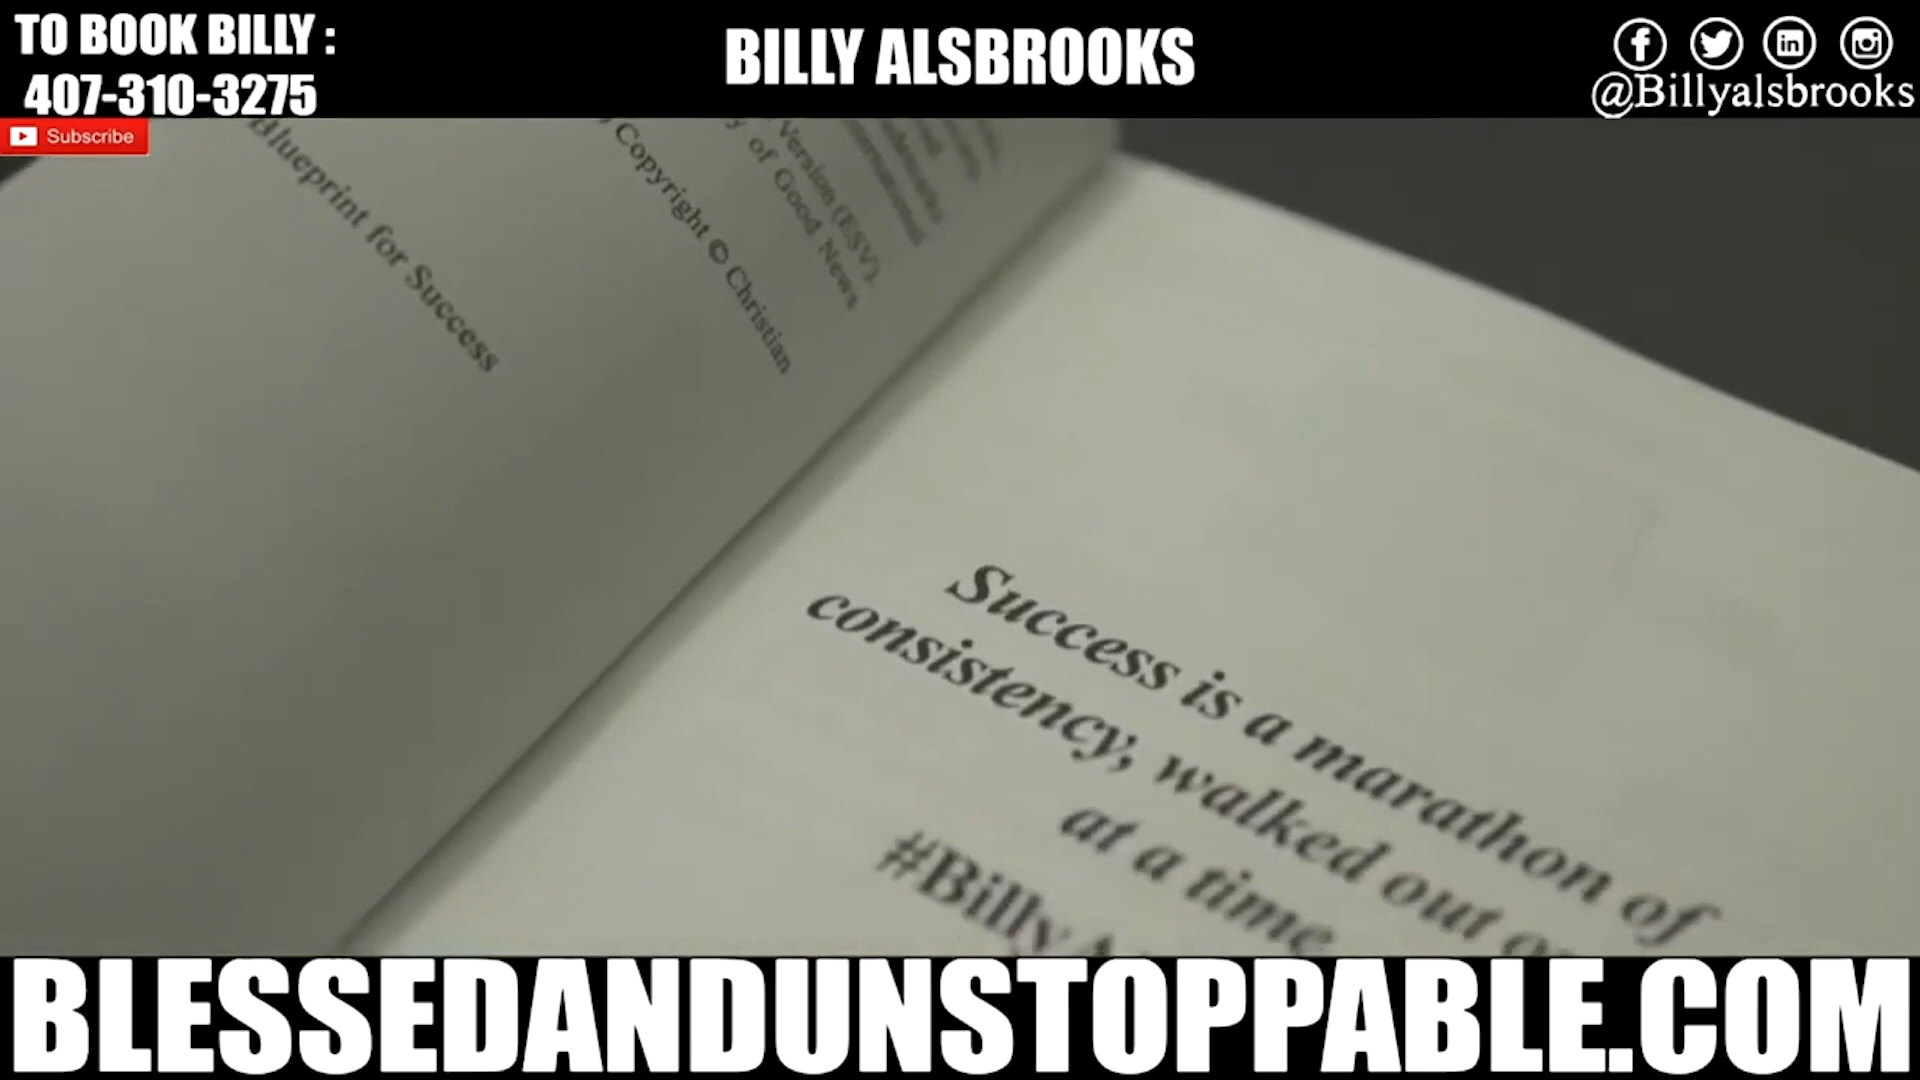 TO BOOK BILLY :
407-310-3275
BILLY ALSBROOKS
@Billyalsbrooks
Subscribe
Blueprint for Success
Copyright © Christian
Version (ESV),
of Good News
Success is a marathon of
consistency, walked out
at a time
#Billy
BLESSEDANDUNSTOPPABLE.COM